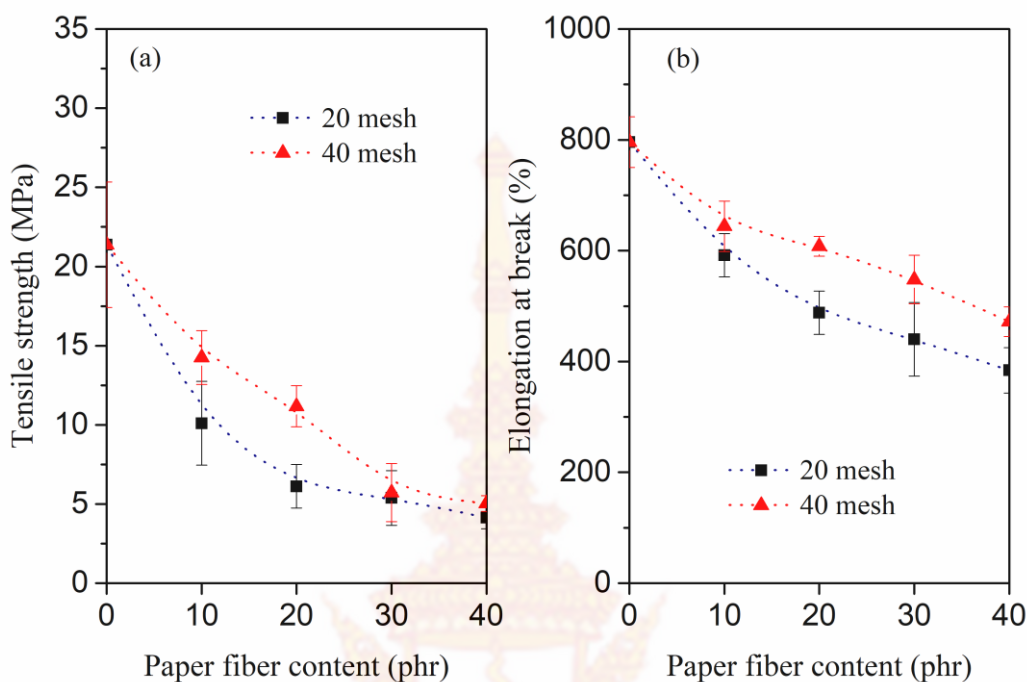 (a)
20 mesh
40 mesh
Tensile strength (MPa)
35
30
25
20
15
10
5
0
0 10 20 30 40
Paper fiber content (phr)
(b)
20 mesh
40 mesh
Elongation at break (%)
1000
800
600
400
200
0
0 10 20 30 40
Paper fiber content (phr)